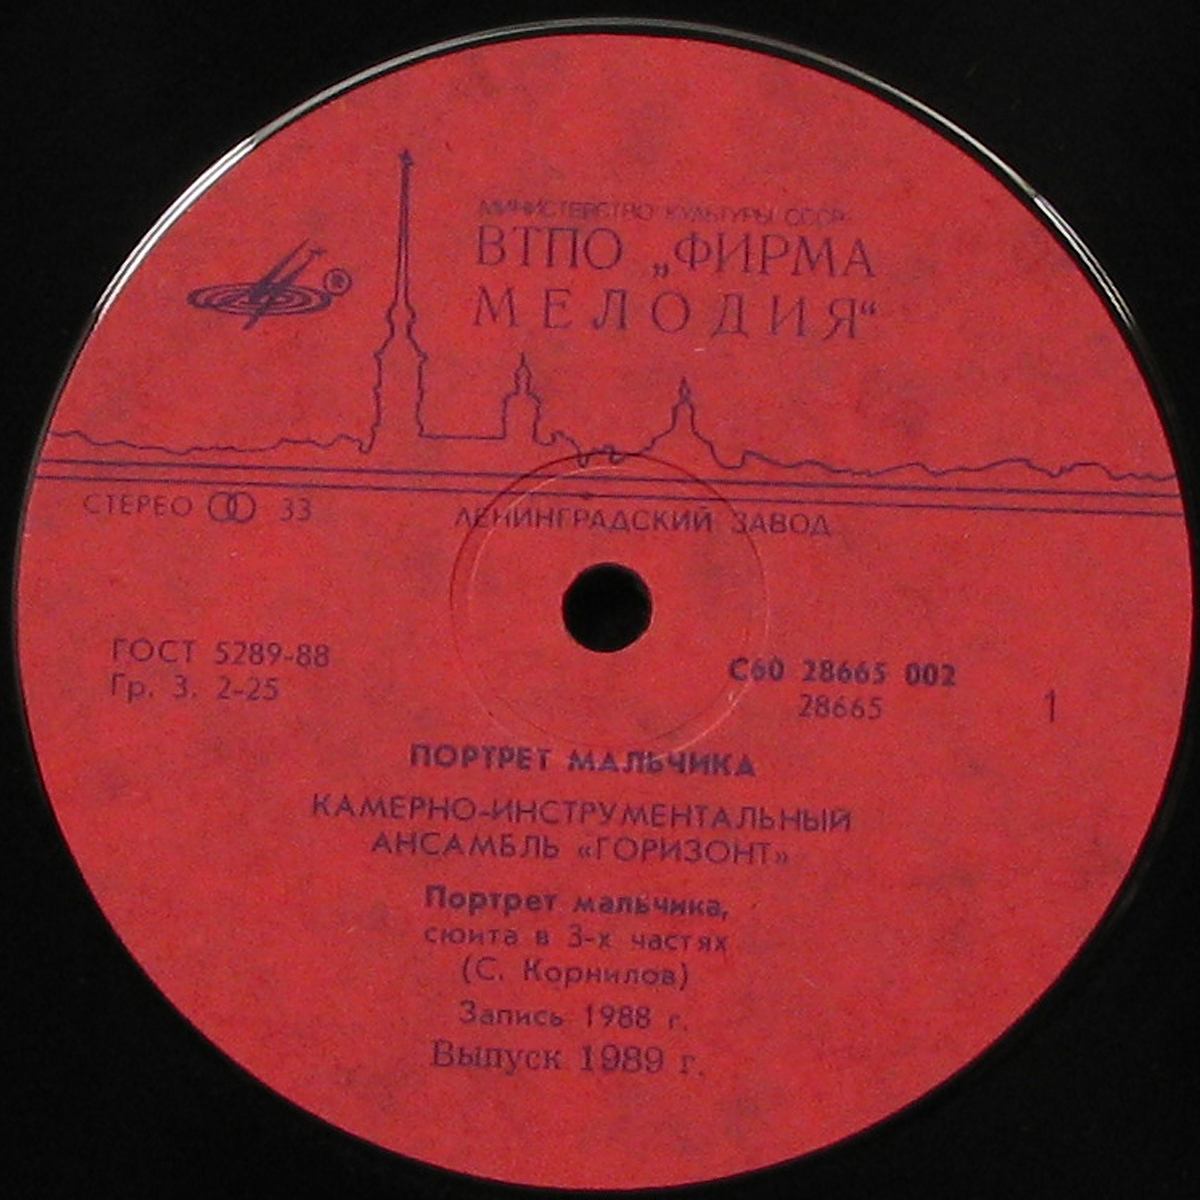 МИНИСТЕРСТВО КУЛЬТУРЫ СССР
ВТПО „ФИРМА
МЕЛОДИЯ“
®
СТЕРЕО 33
ЛЕНИНГРАДСКИЙ ЗАВОД
ГОСТ 5289-88
Гр. 3. 2-25
С60 28665 002
28665
1
ПОРТРЕТ МАЛЬЧИКА
КАМЕРНО-ИНСТРУМЕНТАЛЬНЫЙ
АНСАМБЛЬ «ГОРИЗОНТ»
Портрет мальчика,
сюита в 3-х частях
(С. Корнилов)
Запись 1988 г.
Выпуск 1989 г.